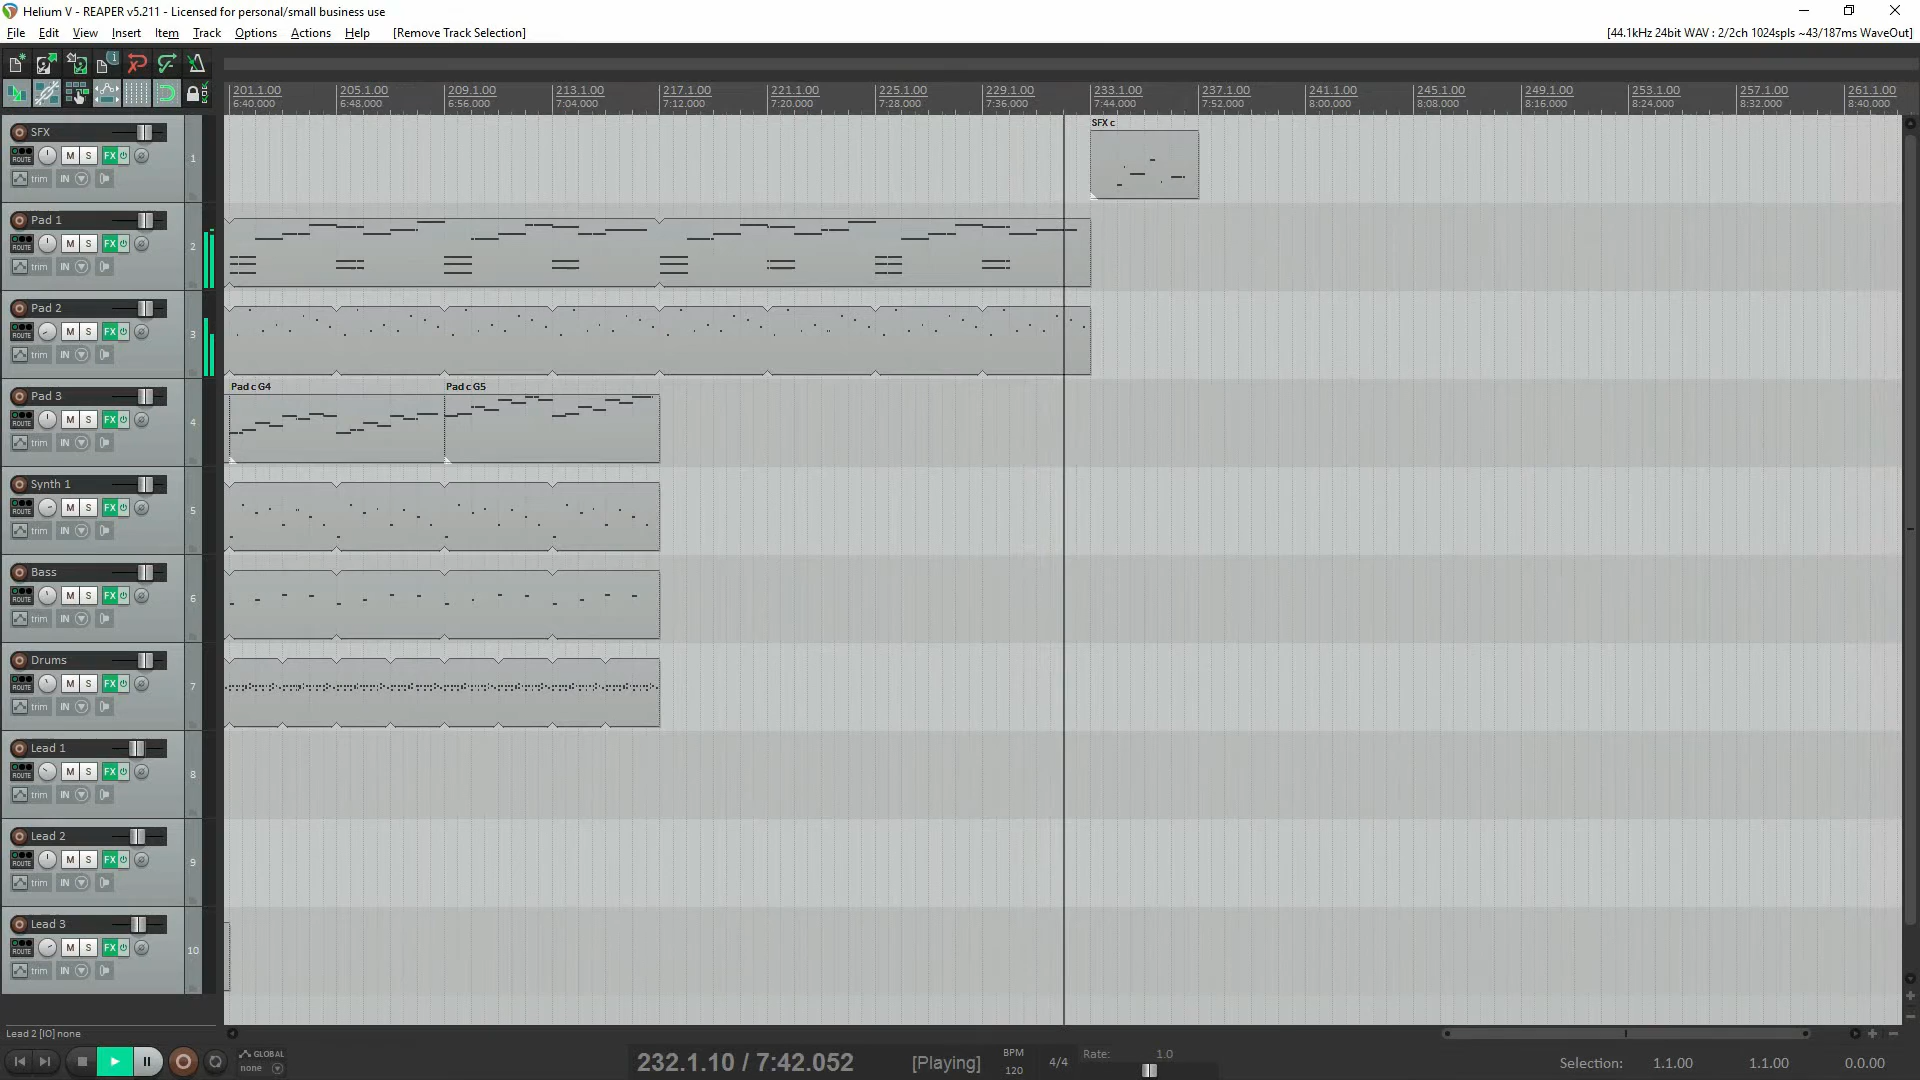 Helium V - REAPER v5.211 - Licensed for personal/small business use
File Edit View Insert Item Track Options Actions Help [Remove Track Selection]
[44.1kHz 24bit WAV : 2/2ch 1024spls ~43/187ms WaveOut]
201.1.00 205.1.00 209.1.00 213.1.00 217.1.00 221.1.00 225.1.00 229.1.00 233.1.00 237.1.00 241.1.00 245.1.00 249.1.00 253.1.00 257.1.00 261.1.00
6:40.000 6:48.000 6:56.000 7:04.000 7:12.000 7:20.000 7:28.000 7:36.000 7:44.000 7:52.000 8:00.000 8:08.000 8:16.000 8:24.000 8:32.000 8:40.000
SFX c
SFX
ROUTE M S FX 1
trim IN
Pad 1
ROUTE M S FX 2
trim IN
Pad 2
ROUTE M S FX 3
trim IN
Pad c G4 Pad c G5
Pad 3
ROUTE M S FX 4
trim IN
Synth 1
ROUTE M S FX 5
trim IN
Bass
ROUTE M S FX 6
trim IN
Drums
ROUTE M S FX 7
trim IN
Lead 1
ROUTE M S FX 8
trim IN
Lead 2
ROUTE M S FX 9
trim IN
Lead 3
ROUTE M S FX 10
trim IN
Lead 2 [IO] none
GLOBAL
none
232.1.10 / 7:42.052 [Playing]
BPM
120
4/4
Rate: 1.0
Selection: 1.1.00 1.1.00 0.0.00